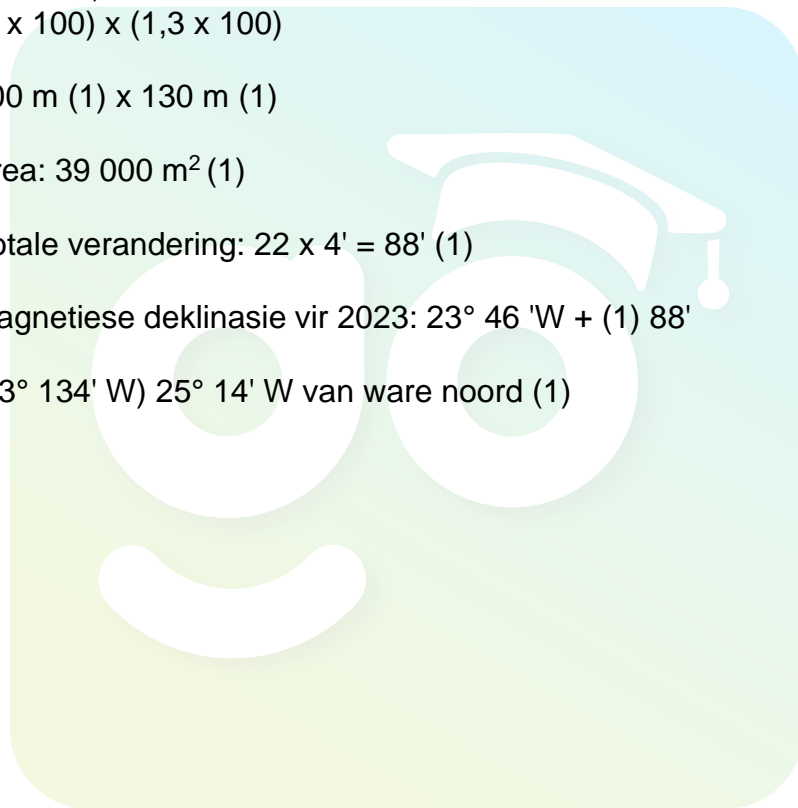 x 100) x (1,3 x 100)
00 m (1) x 130 m (1)
rea: 39 000 m² (1)
otale verandering: 22 x 4' = 88' (1)
agnetiese deklinasie vir 2023: 23° 46 'W + (1) 88'
3° 134' W) 25° 14' W van ware noord (1)
go